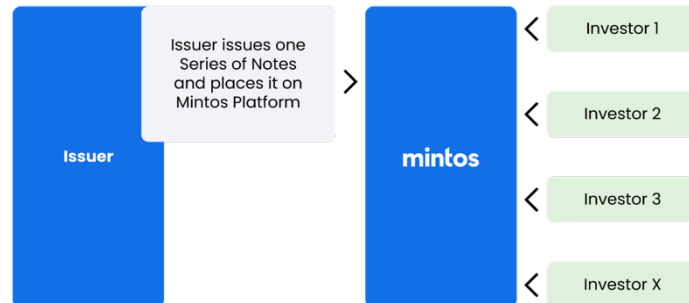 Issuer issues one
Series of Notes
and places it on
Mintos Platform
Issuer
mintos
Investor 1
Investor 2
Investor 3
Investor X